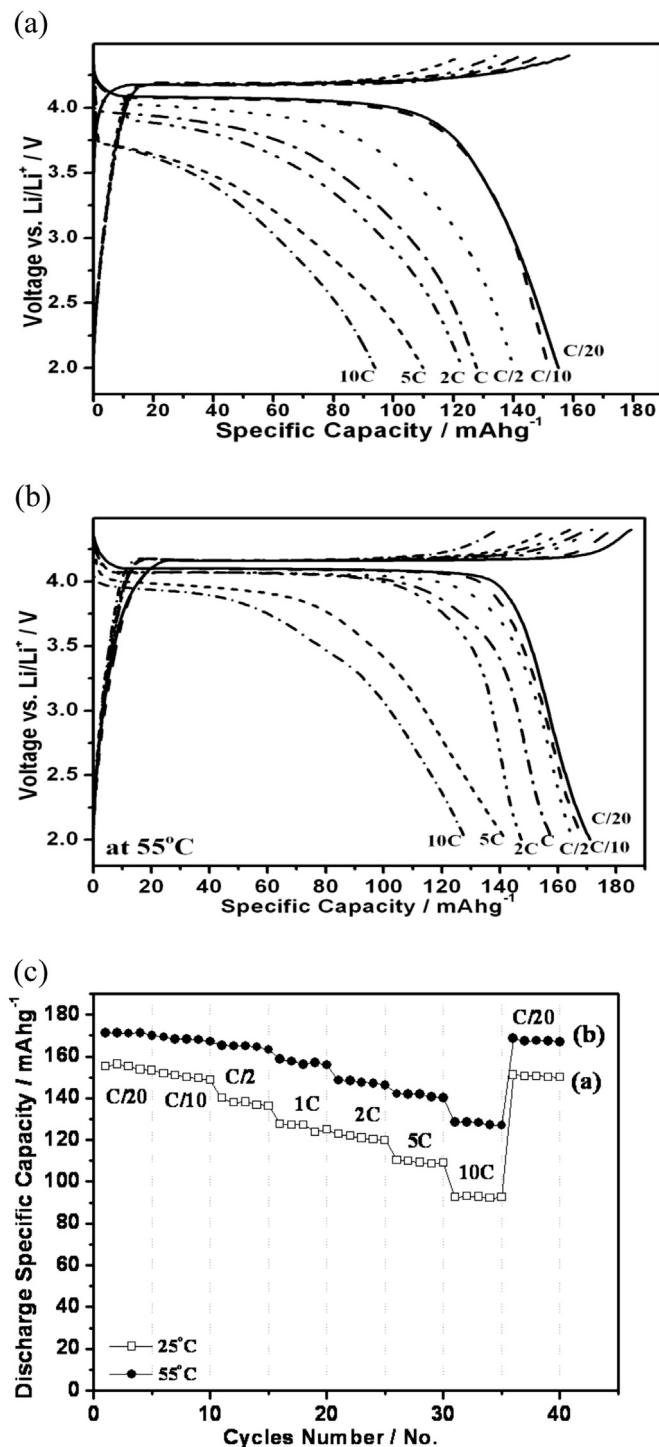 (a)
4.0
3.5
3.0
2.5
2.0
Voltage vs. Li/Li⁺ / V
10C 5C 2C C C/2 C/10 C/20
0 20 40 60 80 100 120 140 160 180
Specific Capacity / mAhg⁻¹
(b)
4.0
3.5
3.0
2.5
2.0
Voltage vs. Li/Li⁺ / V
at 55°C
10C 5C 2C C C/2 C/10 C/20
0 20 40 60 80 100 120 140 160 180
Specific Capacity / mAhg⁻¹
(c)
180
160
140
120
100
80
60
40
20
0
Discharge Specific Capacity / mAhg⁻¹
C/20 C/10 C/2 1C 2C 5C 10C C/20
(b)
(a)
25°C
55°C
0 10 20 30 40
Cycles Number / No.